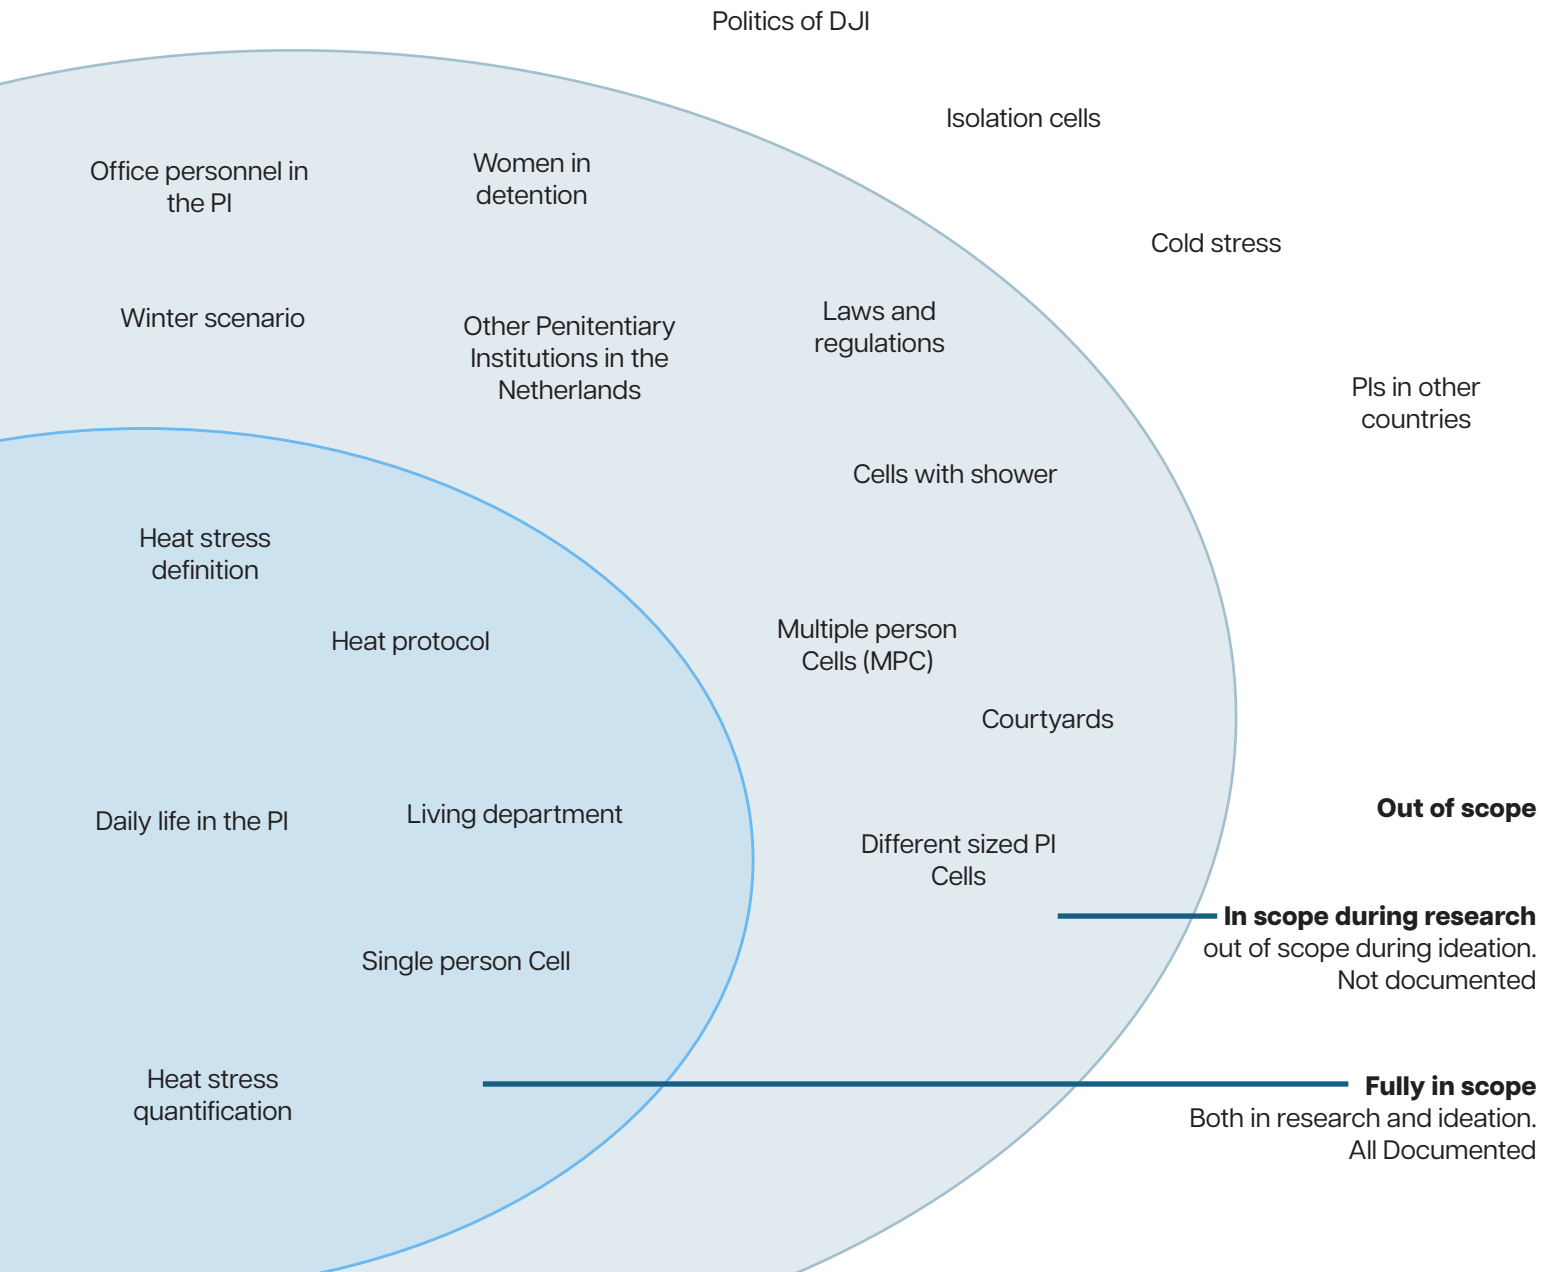 Politics of DJI
Isolation cells
Office personnel in
the PI
Women in
detention
Cold stress
Winter scenario
Other Penitentiary
Institutions in the
Netherlands
Laws and
regulations
PIs in other
countries
Cells with shower
Heat stress
definition
Heat protocol
Multiple person
Cells (MPC)
Courtyards
Daily life in the PI
Living department
Out of scope
Different sized PI
Cells
In scope during research
out of scope during ideation.
Not documented
Single person Cell
Heat stress
quantification
Fully in scope
Both in research and ideation.
All Documented